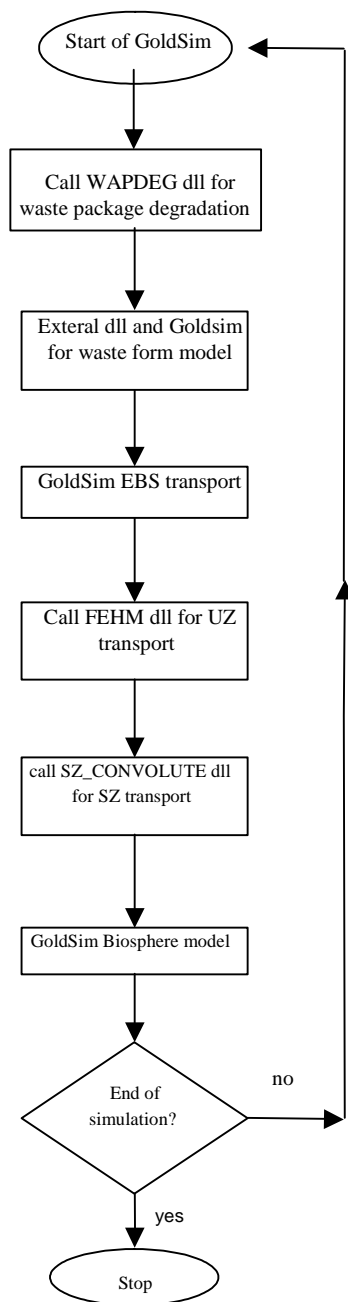 Start of GoldSim
Call WAPDEG dll for
waste package degradation
Exteral dll and Goldsim
for waste form model
GoldSim EBS transport
Call FEHM dll for UZ
transport
call SZ_CONVOLUTE dll
for SZ transport
GoldSim Biosphere model
End of
simulation?
no
yes
Stop